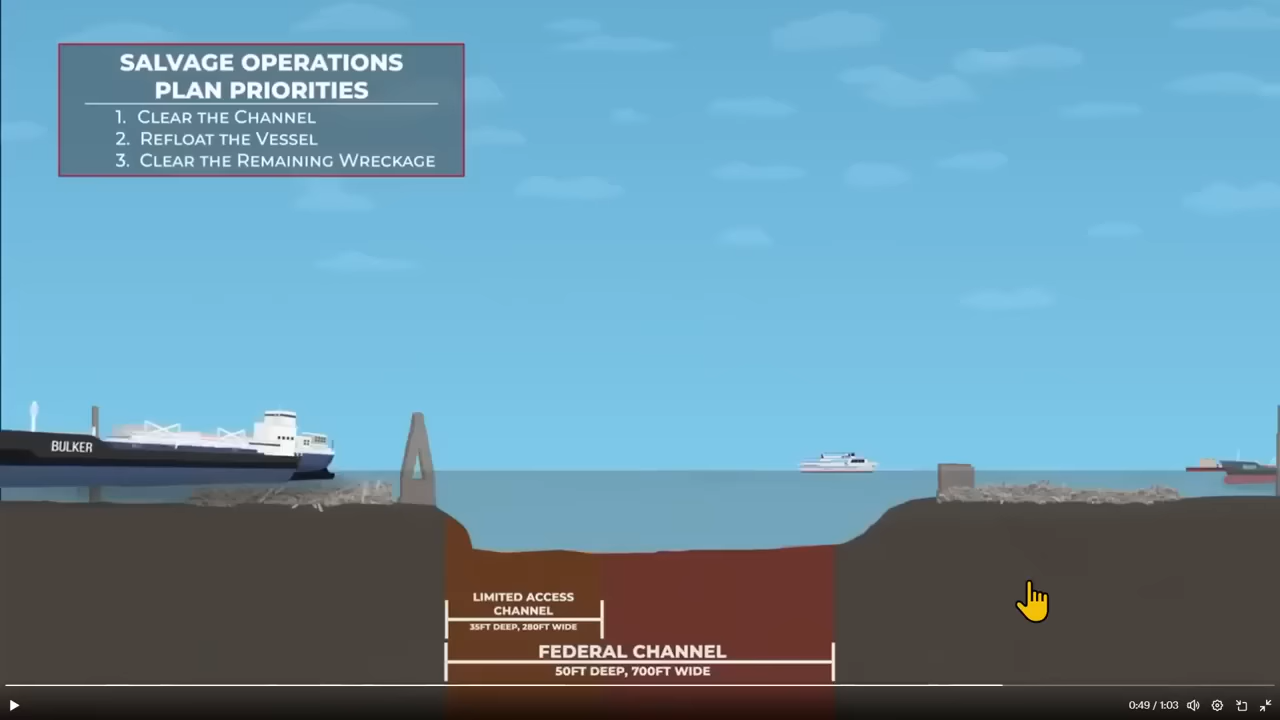 SALVAGE OPERATIONS
PLAN PRIORITIES
1. CLEAR THE CHANNEL
2. REFLOAT THE VESSEL
3. CLEAR THE REMAINING WRECKAGE
BULKER
LIMITED ACCESS
CHANNEL
35FT DEEP, 280FT WIDE
FEDERAL CHANNEL
50FT DEEP, 700FT WIDE
0:49 / 1:03